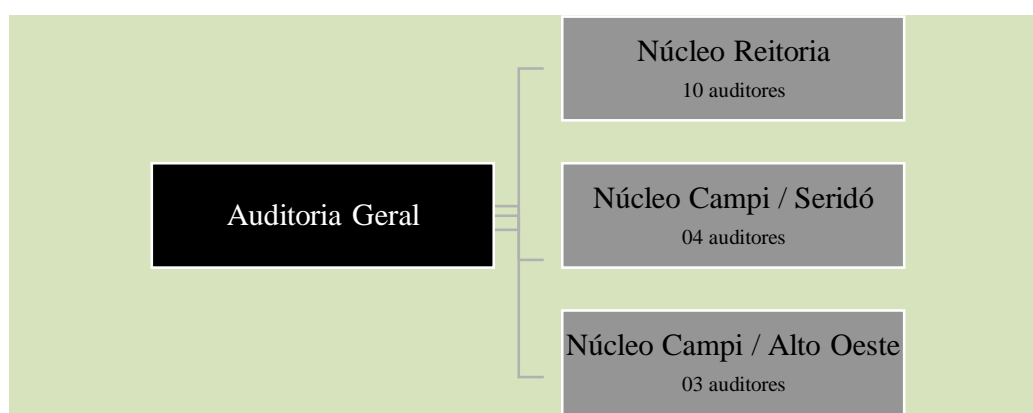 Núcleo Reitoria
10 auditores
Auditoria Geral
Núcleo Campi / Seridó
04 auditores
Núcleo Campi / Alto Oeste
03 auditores